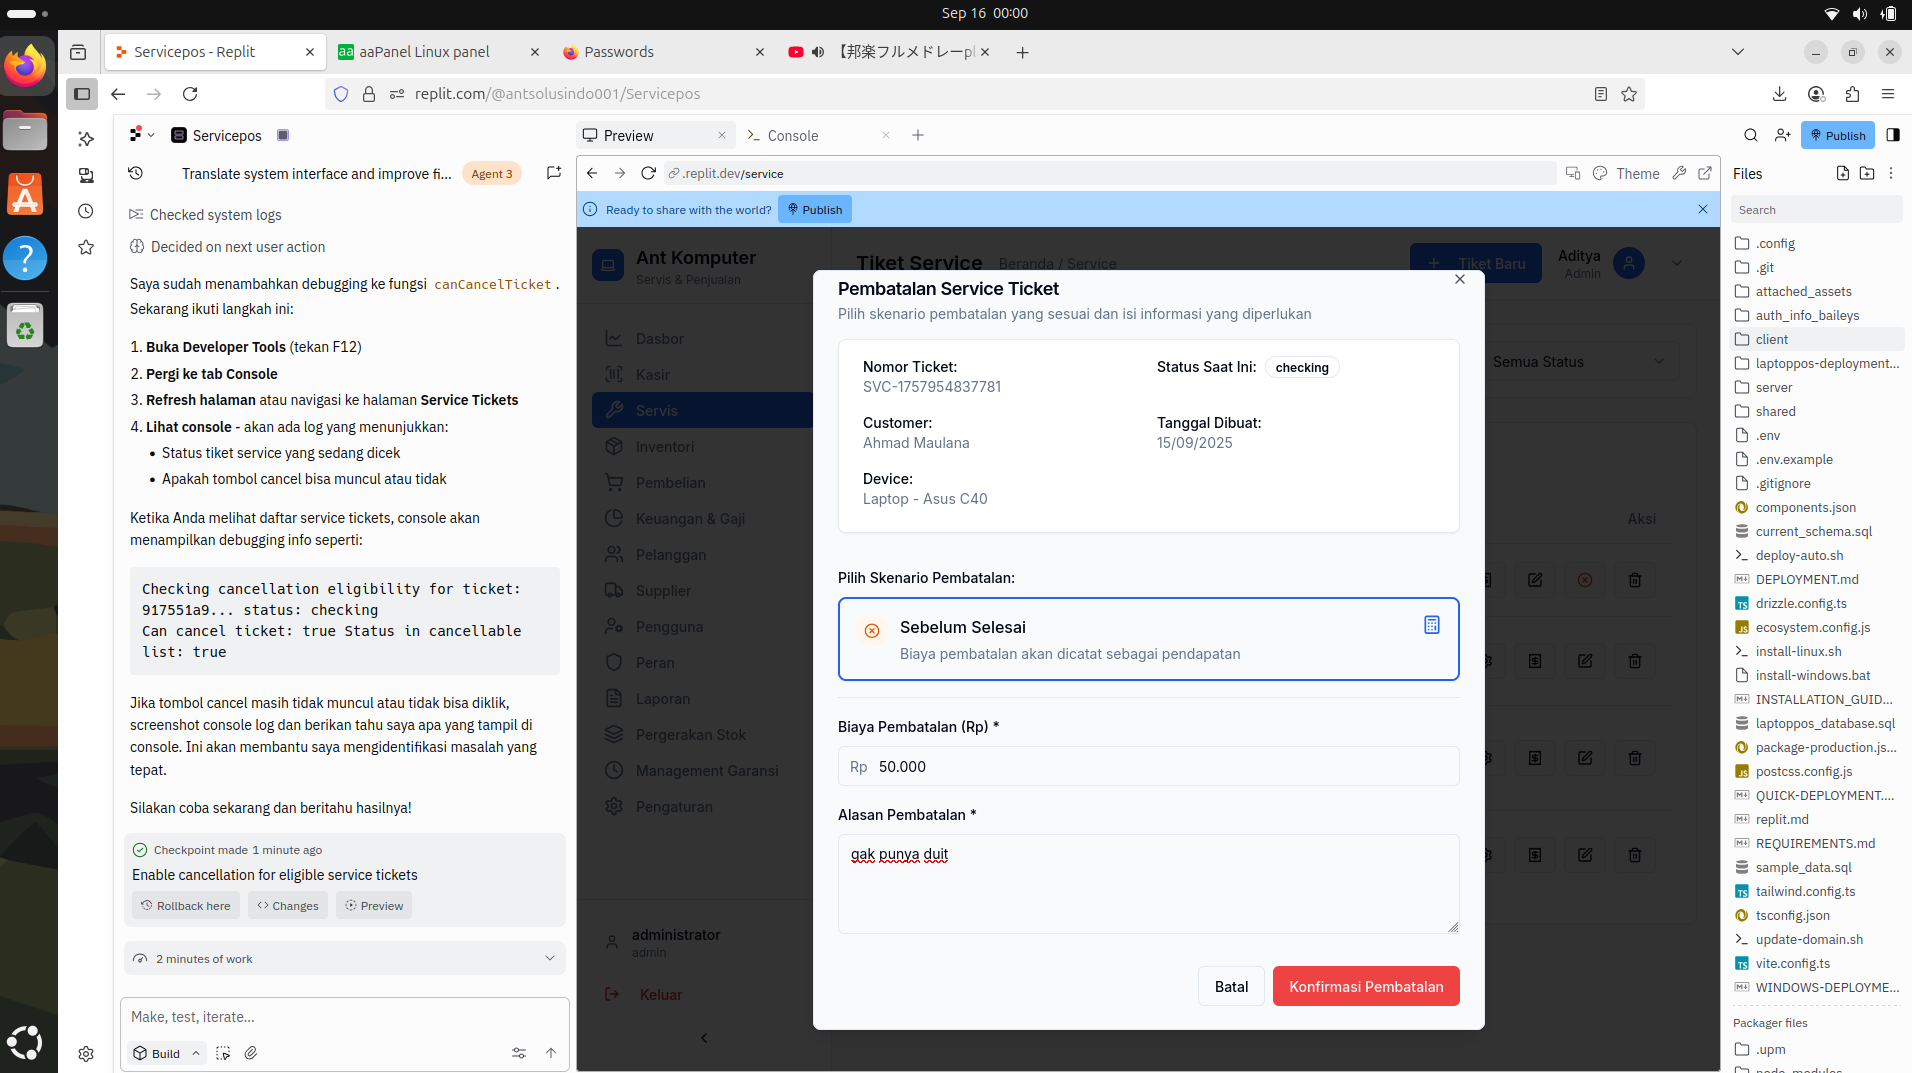 Sep 16 00:00
Servicepos - Replit
aaPanel Linux panel
Passwords
【邦楽フルメドレーpl
replit.com/@antsolusindo001/Servicepos
Servicepos
Preview
Console
Publish
Translate system interface and improve fi...
Agent 3
.replit.dev/service
Theme
Ready to share with the world?
Publish
Checked system logs
Decided on next user action
Saya sudah menambahkan debugging ke fungsi canCancelTicket.
Sekarang ikuti langkah ini:
1. Buka Developer Tools (tekan F12)
2. Pergi ke tab Console
3. Refresh halaman atau navigasi ke halaman Service Tickets
4. Lihat console - akan ada log yang menunjukkan:
• Status tiket service yang sedang dicek
• Apakah tombol cancel bisa muncul atau tidak
Ketika Anda melihat daftar service tickets, console akan
menampilkan debugging info seperti:
Checking cancellation eligibility for ticket:
917551a9... status: checking
Can cancel ticket: true Status in cancellable
list: true
Jika tombol cancel masih tidak muncul atau tidak bisa diklik,
screenshot console log dan berikan tahu saya apa yang tampil di
console. Ini akan membantu saya mengidentifikasi masalah yang
tepat.
Silakan coba sekarang dan beritahu hasilnya!
Checkpoint made 1 minute ago
Enable cancellation for eligible service tickets
Rollback here
Changes
Preview
2 minutes of work
Make, test, iterate...
Build
Ant Komputer
Servis & Penjualan
Dasbor
Kasir
Servis
Inventori
Pembelian
Keuangan & Gaji
Pelanggan
Supplier
Pengguna
Peran
Laporan
Pergerakan Stok
Management Garansi
Pengaturan
administrator
admin
Keluar
Tiket Service
Beranda / Service
+ Tiket Baru
Aditya
Admin
Semua Status
Aksi
Pembatalan Service Ticket
Pilih skenario pembatalan yang sesuai dan isi informasi yang diperlukan
Nomor Ticket:
SVC-1757954837781
Status Saat Ini: checking
Customer:
Ahmad Maulana
Tanggal Dibuat:
15/09/2025
Device:
Laptop - Asus C40
Pilih Skenario Pembatalan:
Sebelum Selesai
Biaya pembatalan akan dicatat sebagai pendapatan
Biaya Pembatalan (Rp) *
Rp 50.000
Alasan Pembatalan *
gak punya duit
Batal
Konfirmasi Pembatalan
Files
Search
.config
.git
attached_assets
auth_info_baileys
client
laptoppos-deployment...
server
shared
.env
.env.example
.gitignore
components.json
current_schema.sql
deploy-auto.sh
DEPLOYMENT.md
drizzle.config.ts
ecosystem.config.js
install-linux.sh
install-windows.bat
INSTALLATION_GUID...
laptoppos_database.sql
package-production.js...
postcss.config.js
QUICK-DEPLOYMENT....
replit.md
REQUIREMENTS.md
sample_data.sql
tailwind.config.ts
tsconfig.json
update-domain.sh
vite.config.ts
WINDOWS-DEPLOYME...
Packager files
.upm
node_modules